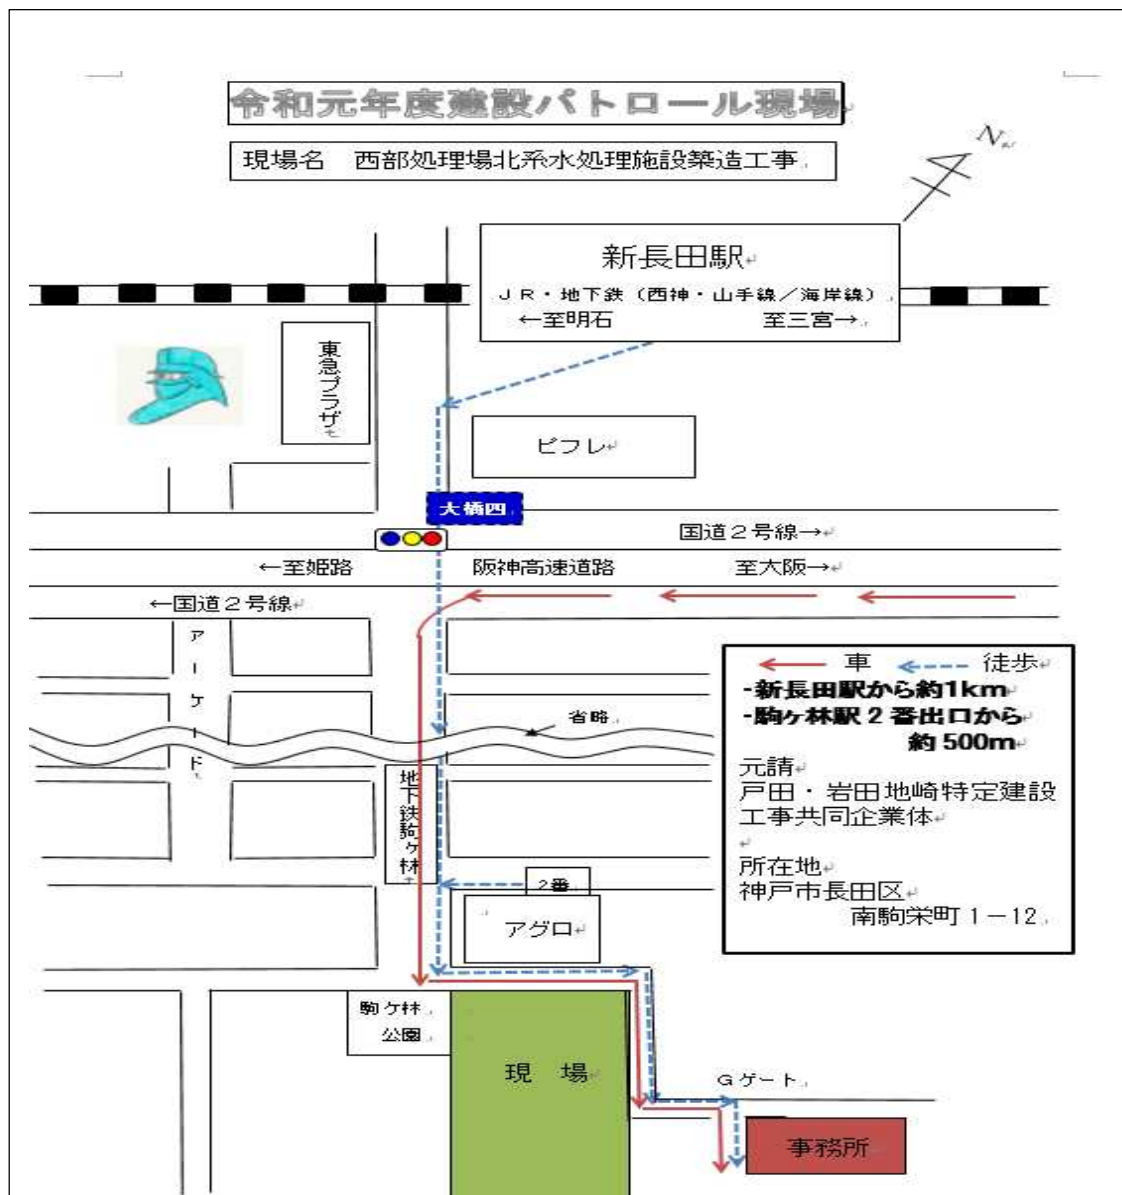 令和元年度建設パトロール現場
現場名　西部処理場北系水処理施設築造工事
N
新長田駅
ＪＲ・地下鉄（西神・山手線／海岸線）
←至明石　至三宮→
東急プラザ
ピフレ
大橋四
国道２号線→
←至姫路　阪神高速道路　至大阪→
←国道２号線
アーケード
車　徒歩
-新長田駅から約1km
-駒ヶ林駅２番出口から
約500m
元請
戸田・岩田地崎特定建設
工事共同企業体
所在地
神戸市長田区
南駒栄町１－12
省略
地下鉄駒ヶ林
2番
アグロ
駒ケ林
公園
現　場
Ｇゲート
事務所